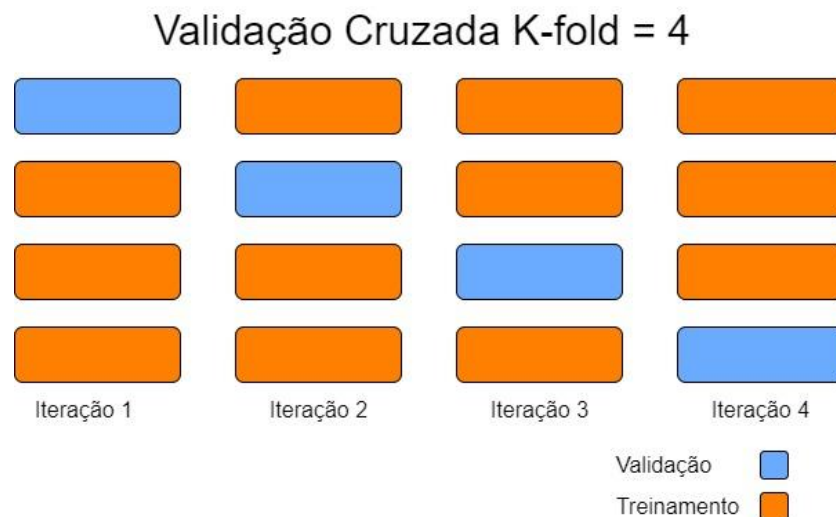 Validação Cruzada K-fold = 4
Iteração 1
Iteração 2
Iteração 3
Iteração 4
Validação
Treinamento